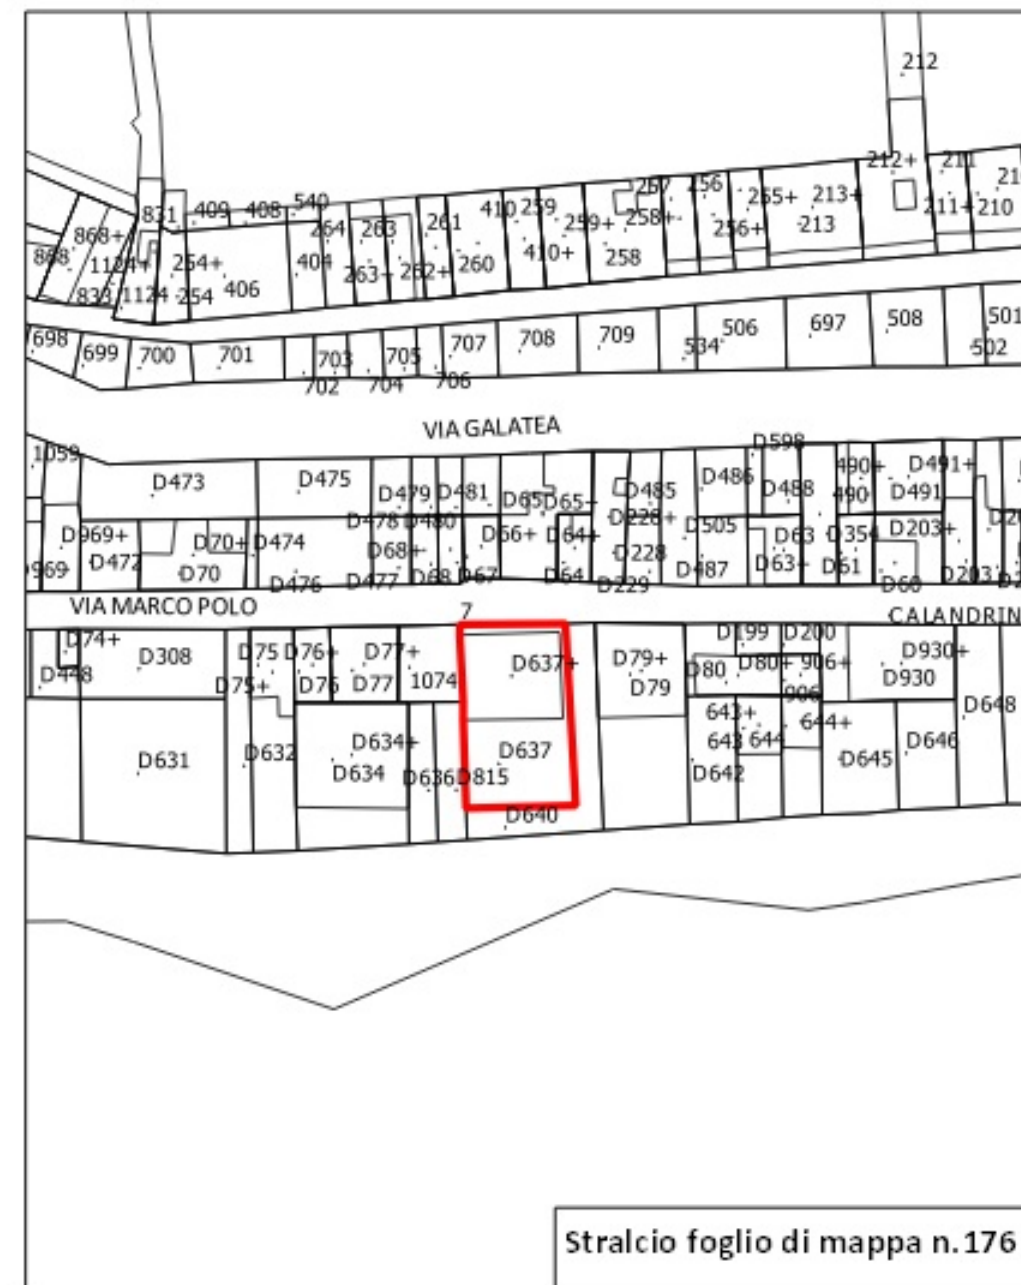 212
212+ 211
257 256 255+ 213+ 210
831 409 408 540 264 263 261 410 259 259+ 258+ 256+ 213 211+ 210
868+ 868 1124+ 254+ 404 263+ 262+ 260 410+ 258
833 1124 254 406
698 699 700 701 703 705 707 708 709 534 506 697 508 501
702 704 706 502
VIA GALATEA
1059 D598
D473 D475 D479 D481 D65 D65+ D485 D486 D488 490+ 490 D491+ D491
D969+ D472 D70+ D474 D478 D480 D66+ D64+ D228+ D505 D63 D354 D203+
D969 D70 D476 D477 D68+ D68 D67 D64 D228 D229 D487 D63+ D61 D60 D203
VIA MARCO POLO 7 CALANDRIN
D74+ D308 D75 D76+ D77+ D637+ D79+ D199 D200 D930+
D448 D75+ D76 D77 1074 D79 D80 D80+ 906+ 906 D930
643+ 644+ D648
D631 D632 D634+ D634 D636 D815 D637 643 644 D642 D645 D646
D640
Stralcio foglio di mappa n.176